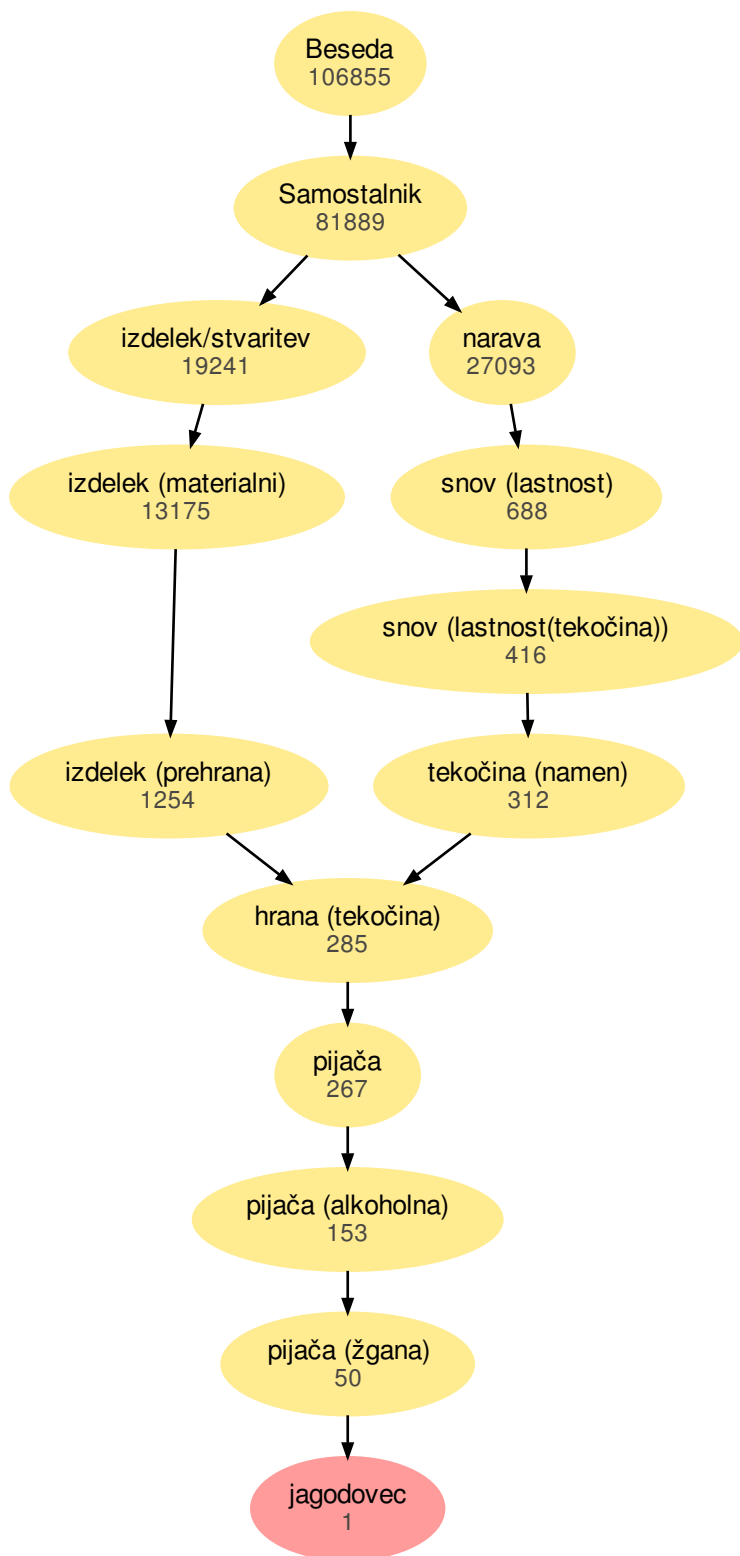 Beseda
106855
Samostalnik
81889
izdelek/stvaritev
19241
narava
27093
izdelek (materialni)
13175
snov (lastnost)
688
snov (lastnost(tekočina))
416
izdelek (prehrana)
1254
tekočina (namen)
312
hrana (tekočina)
285
pijača
267
pijača (alkoholna)
153
pijača (žgana)
50
jagodovec
1